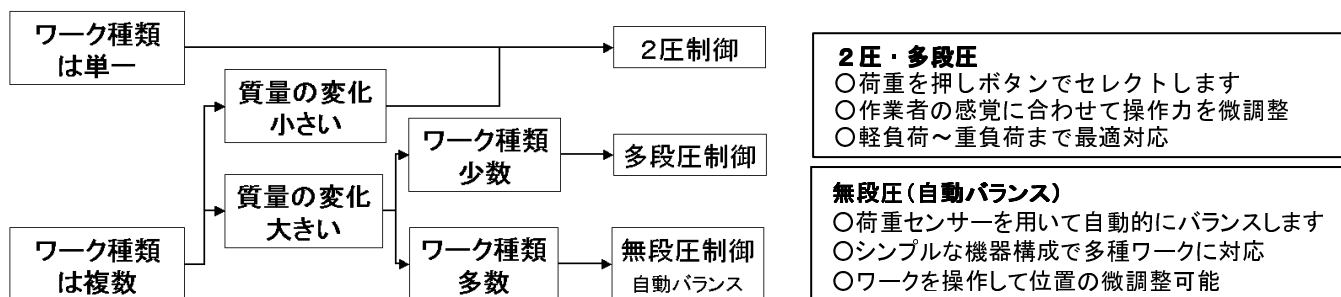 ワーク種類
は単一
2圧制御
質量の変化
小さい
ワーク種類
少数
多段圧制御
質量の変化
大きい
ワーク種類
は複数
ワーク種類
多数
無段圧制御
自動バランス
2圧・多段圧
○荷重を押しボタンでセレクトします
○作業者の感覚に合わせて操作力を微調整
○軽負荷～重負荷まで最適対応
無段圧(自動バランス)
○荷重センサーを用いて自動的にバランスします
○シンプルな機器構成で多種ワークに対応
○ワークを操作して位置の微調整可能